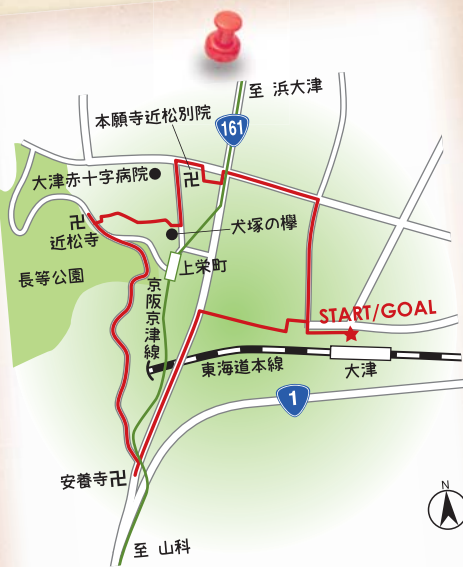 至 浜大津
161
本願寺近松別院
卍
大津赤十字病院
卍
近松寺
犬塚の欅
長等公園
上栄町
京阪京津線
START/GOAL
東海道本線
大津
1
安養寺卍
N
至 山科